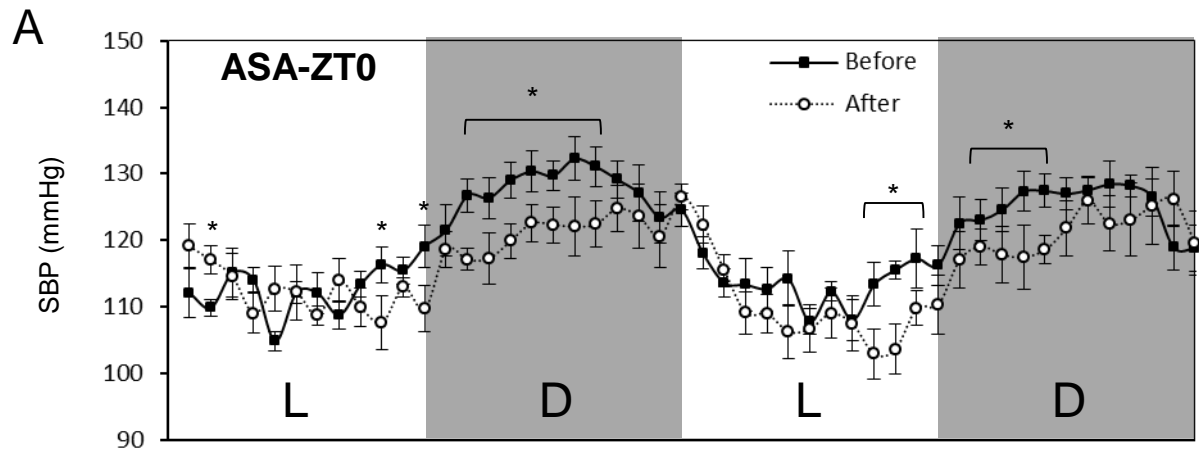 A
ASA-ZT0
Before
After
SBP (mmHg)
150
140
130
120
110
100
90
*
*
*
*
*
*
L
D
L
D